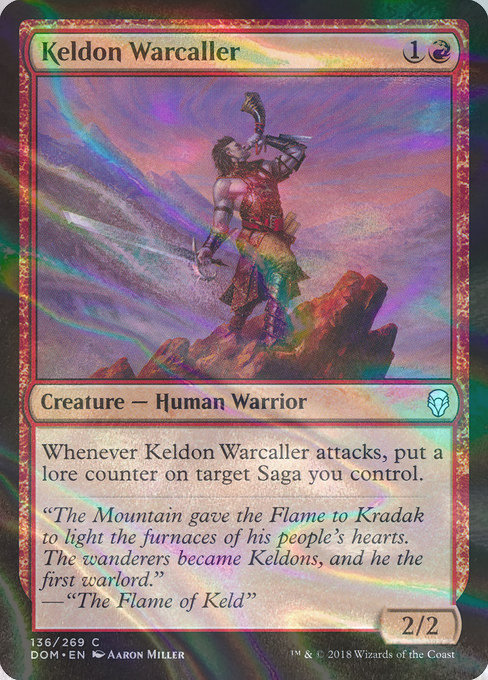 Keldon Warcaller 1
Creature — Human Warrior
Whenever Keldon Warcaller attacks, put a
lore counter on target Saga you control.
“The Mountain gave the Flame to Kradak
to light the furnaces of his people’s hearts.
The wanderers became Keldons, and he the
first warlord.”
—“The Flame of Keld”
2/2
136/269 C
DOM • EN Aaron Miller
™ & © 2018 Wizards of the Coast